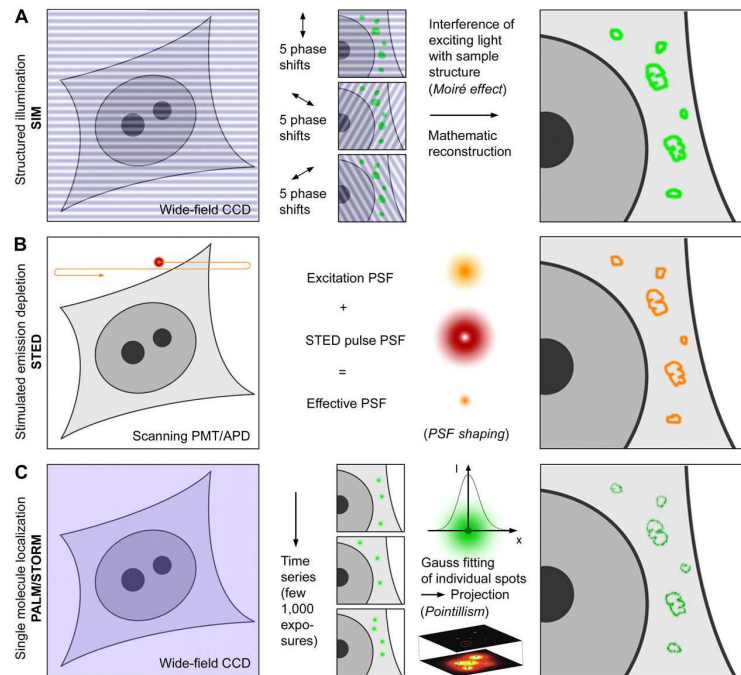 A
Structured illumination
SIM
Wide-field CCD
5 phase
shifts
5 phase
shifts
5 phase
shifts
Interference of
exciting light
with sample
structure
(Moiré effect)
Mathematic
reconstruction
B
Stimulated emission depletion
STED
Scanning PMT/APD
Excitation PSF
+
STED pulse PSF
=
Effective PSF
(PSF shaping)
C
Single molecule localization
PALM/STORM
Wide-field CCD
Time
series
(few
1,000
expo-
sures)
I
x
Gauss fitting
of individual spots
Projection
(Pointillism)